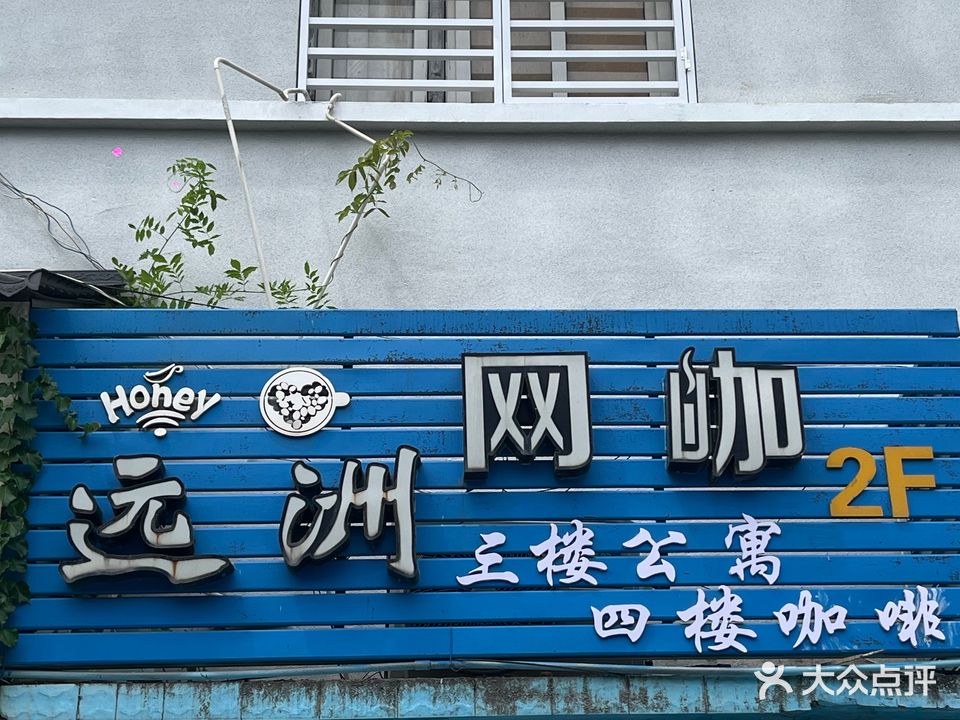 Honey
远洲网咖 2F
三楼公寓
四楼咖啡
大众点评